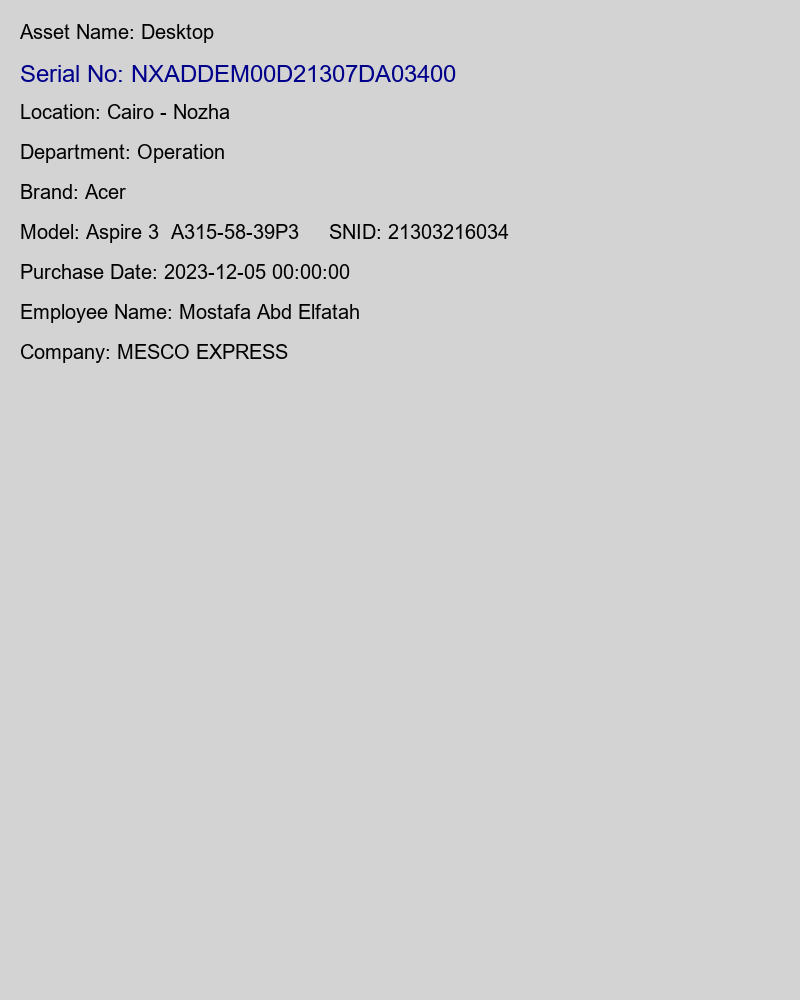 Asset Name: Desktop
Serial No: NXADDEM00D21307DA03400
Location: Cairo - Nozha
Department: Operation
Brand: Acer
Model: Aspire 3  A315-58-39P3     SNID: 21303216034
Purchase Date: 2023-12-05 00:00:00
Employee Name: Mostafa Abd Elfatah
Company: MESCO EXPRESS